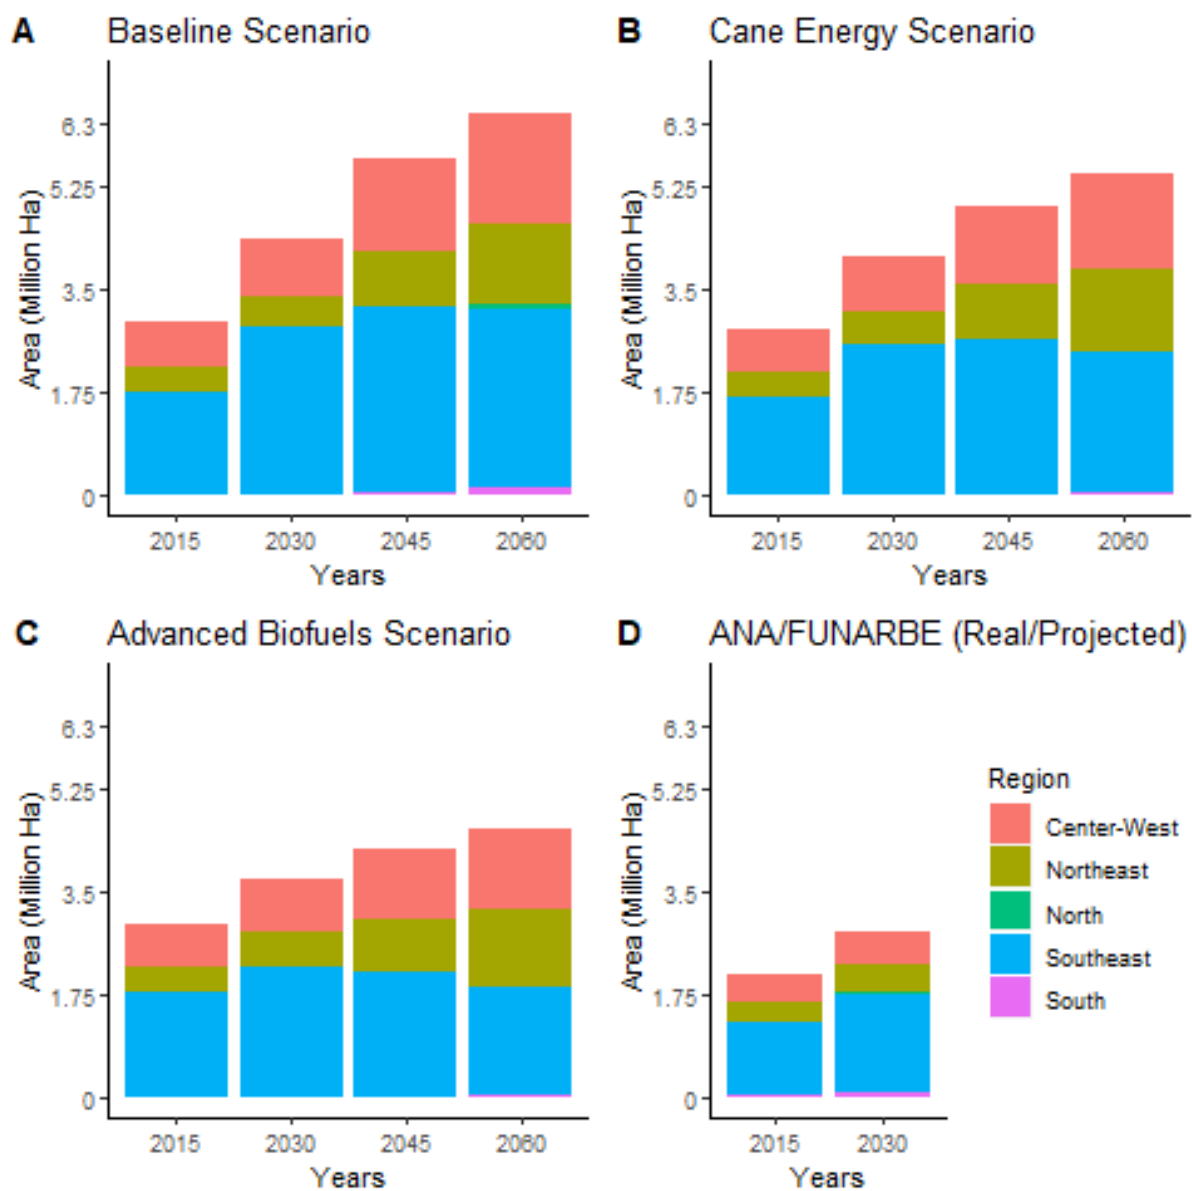 A Baseline Scenario
Area (Million Ha)
6.3
5.25
3.5
1.75
0
2015 2030 2045 2060
Years
B Cane Energy Scenario
Area (Million Ha)
6.3
5.25
3.5
1.75
0
2015 2030 2045 2060
Years
C Advanced Biofuels Scenario
Area (Million Ha)
6.3
5.25
3.5
1.75
0
2015 2030 2045 2060
Years
D ANA/FUNARBE (Real/Projected)
Area (Million Ha)
6.3
5.25
3.5
1.75
0
2015 2030
Years
Region
Center-West
Northeast
North
Southeast
South